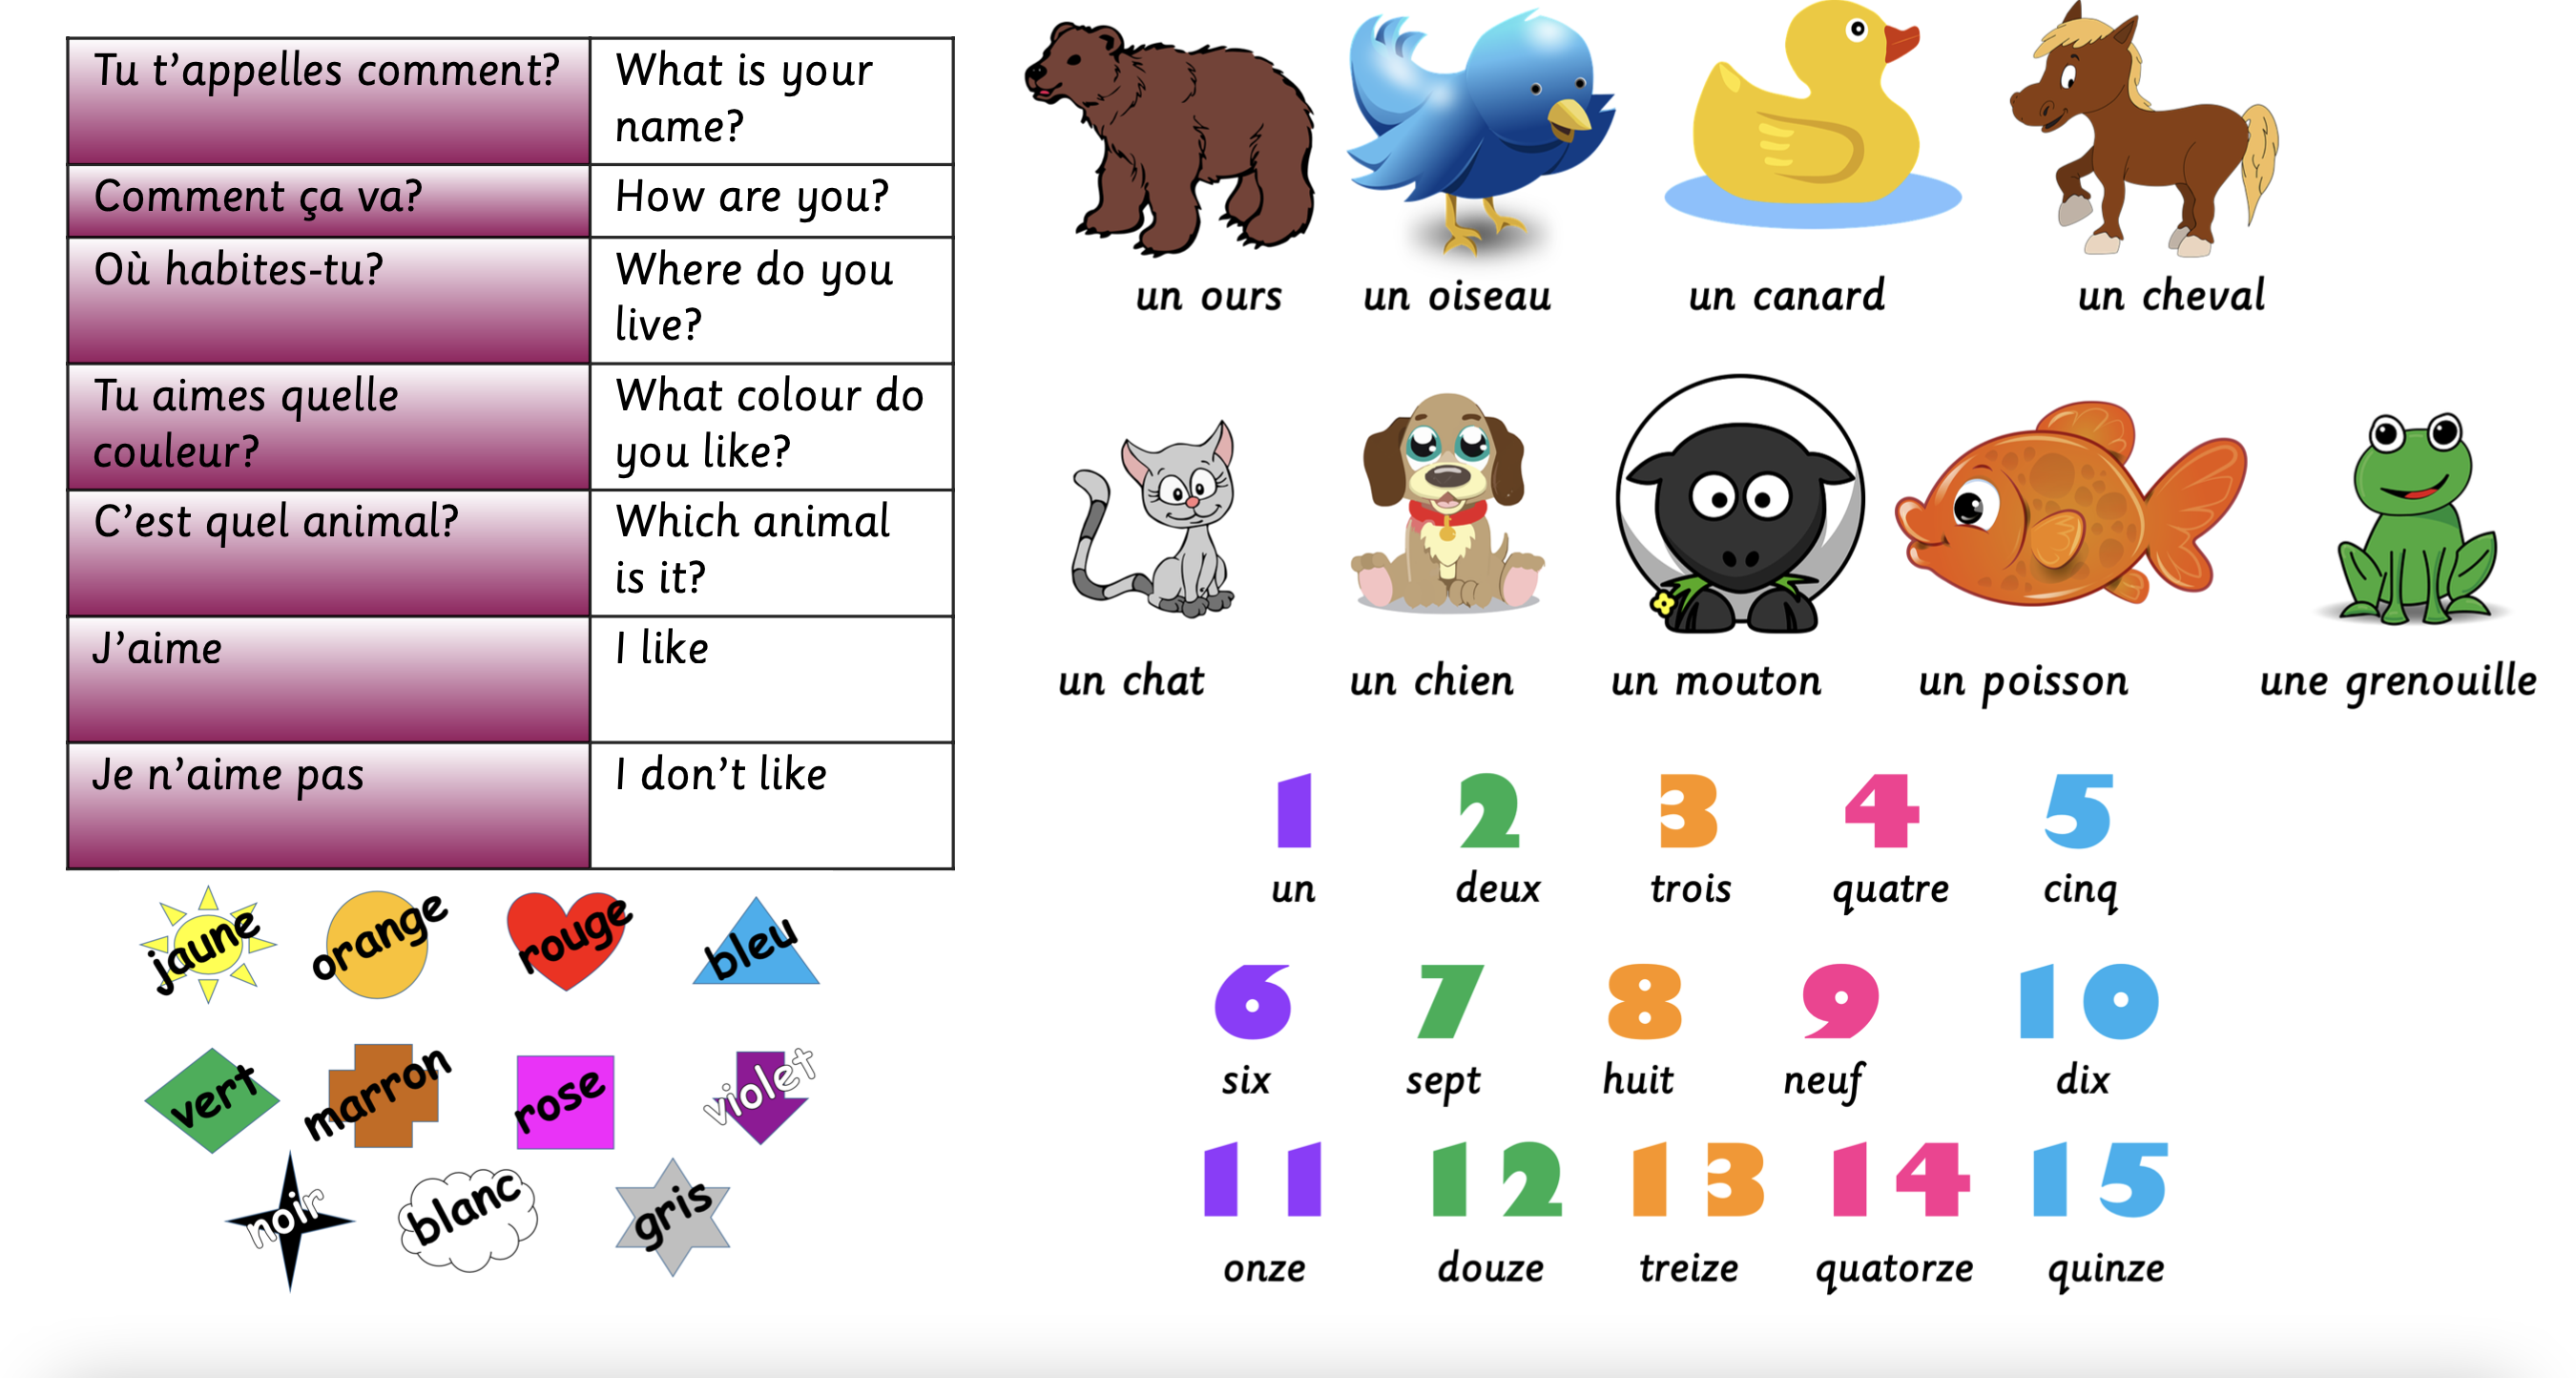 Tu t’appelles comment?
What is your
name?
Comment ça va?
How are you?
Où habites-tu?
Where do you
live?
Tu aimes quelle
couleur?
What colour do
you like?
C’est quel animal?
Which animal
is it?
J’aime
I like
Je n’aime pas
I don’t like
jaune orange rouge bleu
vert marron rose violet
noir blanc gris
un ours un oiseau un canard un cheval
un chat un chien un mouton un poisson une grenouille
1 2 3 4 5
un deux trois quatre cinq
6 7 8 9 10
six sept huit neuf dix
11 12 13 14 15
onze douze treize quatorze quinze